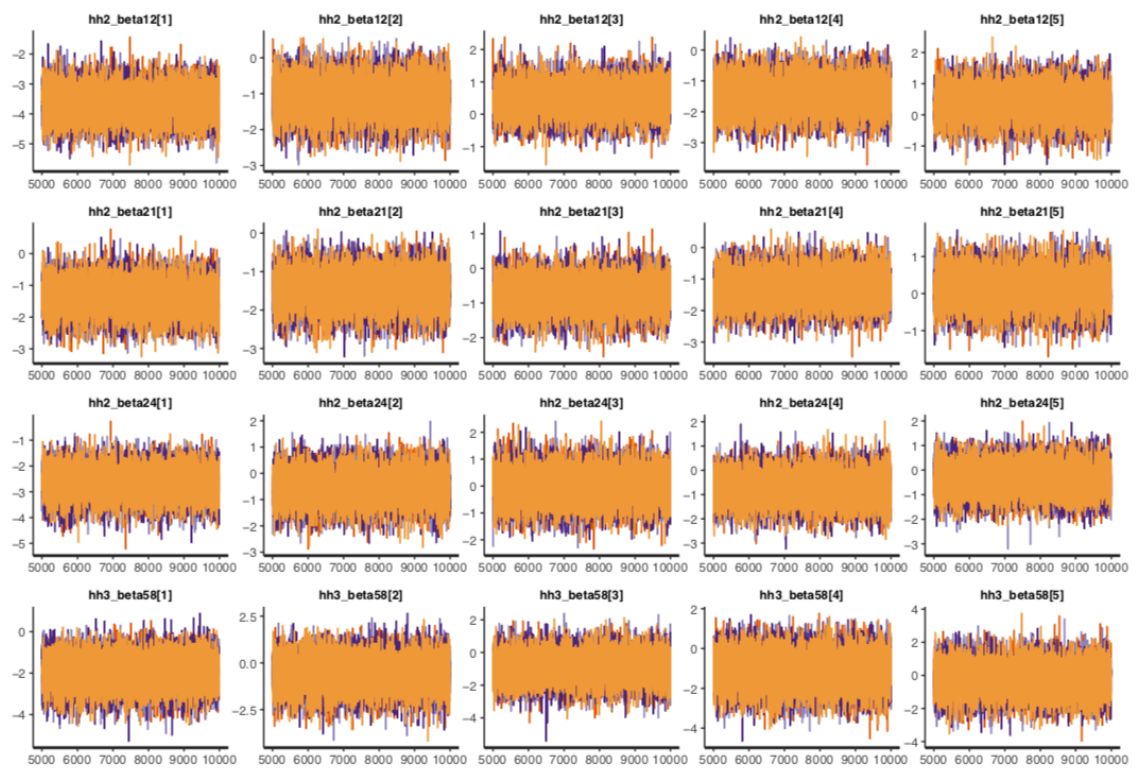 hh2_beta12[1] hh2_beta12[2] hh2_beta12[3] hh2_beta12[4] hh2_beta12[5]
−2 0 2 0 2
−3 −1 1 −1 1
−4 −2 0 −2 0
−5 −3 −1 −3 −1
5000 6000 7000 8000 9000 10000 5000 6000 7000 8000 9000 10000 5000 6000 7000 8000 9000 10000 5000 6000 7000 8000 9000 10000 5000 6000 7000 8000 9000 10000
hh2_beta21[1] hh2_beta21[2] hh2_beta21[3] hh2_beta21[4] hh2_beta21[5]
0 0 1 0 1
−1 −1 0 −1 0
−2 −2 −1 −2 −1
−3 −3 −2 −3
5000 6000 7000 8000 9000 10000 5000 6000 7000 8000 9000 10000 5000 6000 7000 8000 9000 10000 5000 6000 7000 8000 9000 10000 5000 6000 7000 8000 9000 10000
hh2_beta24[1] hh2_beta24[2] hh2_beta24[3] hh2_beta24[4] hh2_beta24[5]
−1 2 2 2 2
−2 1 1 1 1
−3 0 0 0 0
−4 −1 −1 −1 −1
−5 −2 −2 −2 −2
−3 −3 −3
5000 6000 7000 8000 9000 10000 5000 6000 7000 8000 9000 10000 5000 6000 7000 8000 9000 10000 5000 6000 7000 8000 9000 10000 5000 6000 7000 8000 9000 10000
hh3_beta58[1] hh3_beta58[2] hh3_beta58[3] hh3_beta58[4] hh3_beta58[5]
0 2.5 2 2 4
−2 0.0 0 0 2
−4 −2.5 −2 −2 0
−4 −4 −2
−4
5000 6000 7000 8000 9000 10000 5000 6000 7000 8000 9000 10000 5000 6000 7000 8000 9000 10000 5000 6000 7000 8000 9000 10000 5000 6000 7000 8000 9000 10000